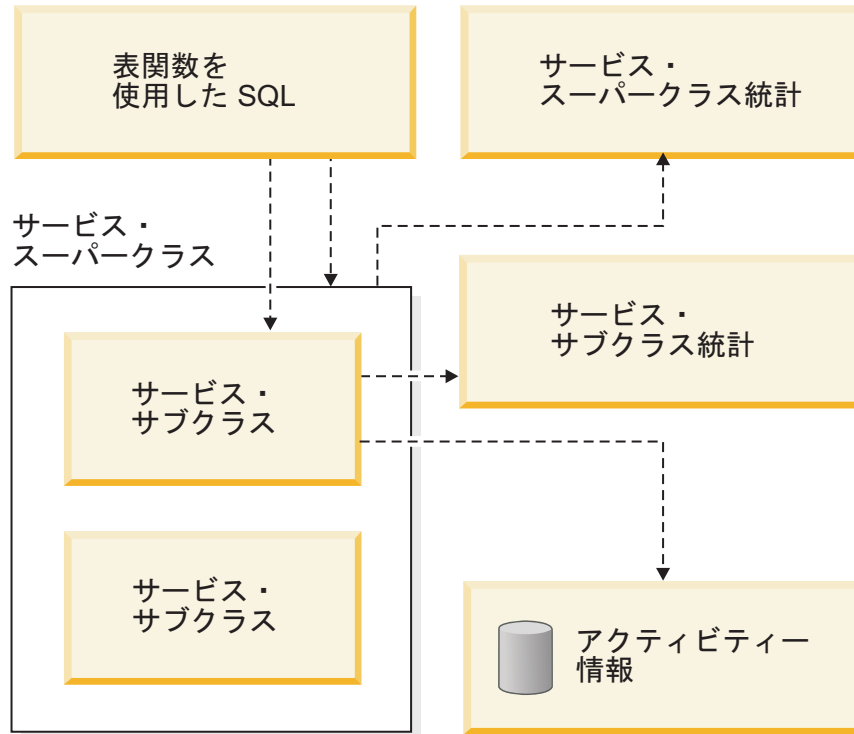 表関数を
使用した SQL
サービス・
スーパークラス統計
サービス・
スーパークラス
サービス・
サブクラス統計
サービス・
サブクラス
サービス・
サブクラス
アクティビティー
情報